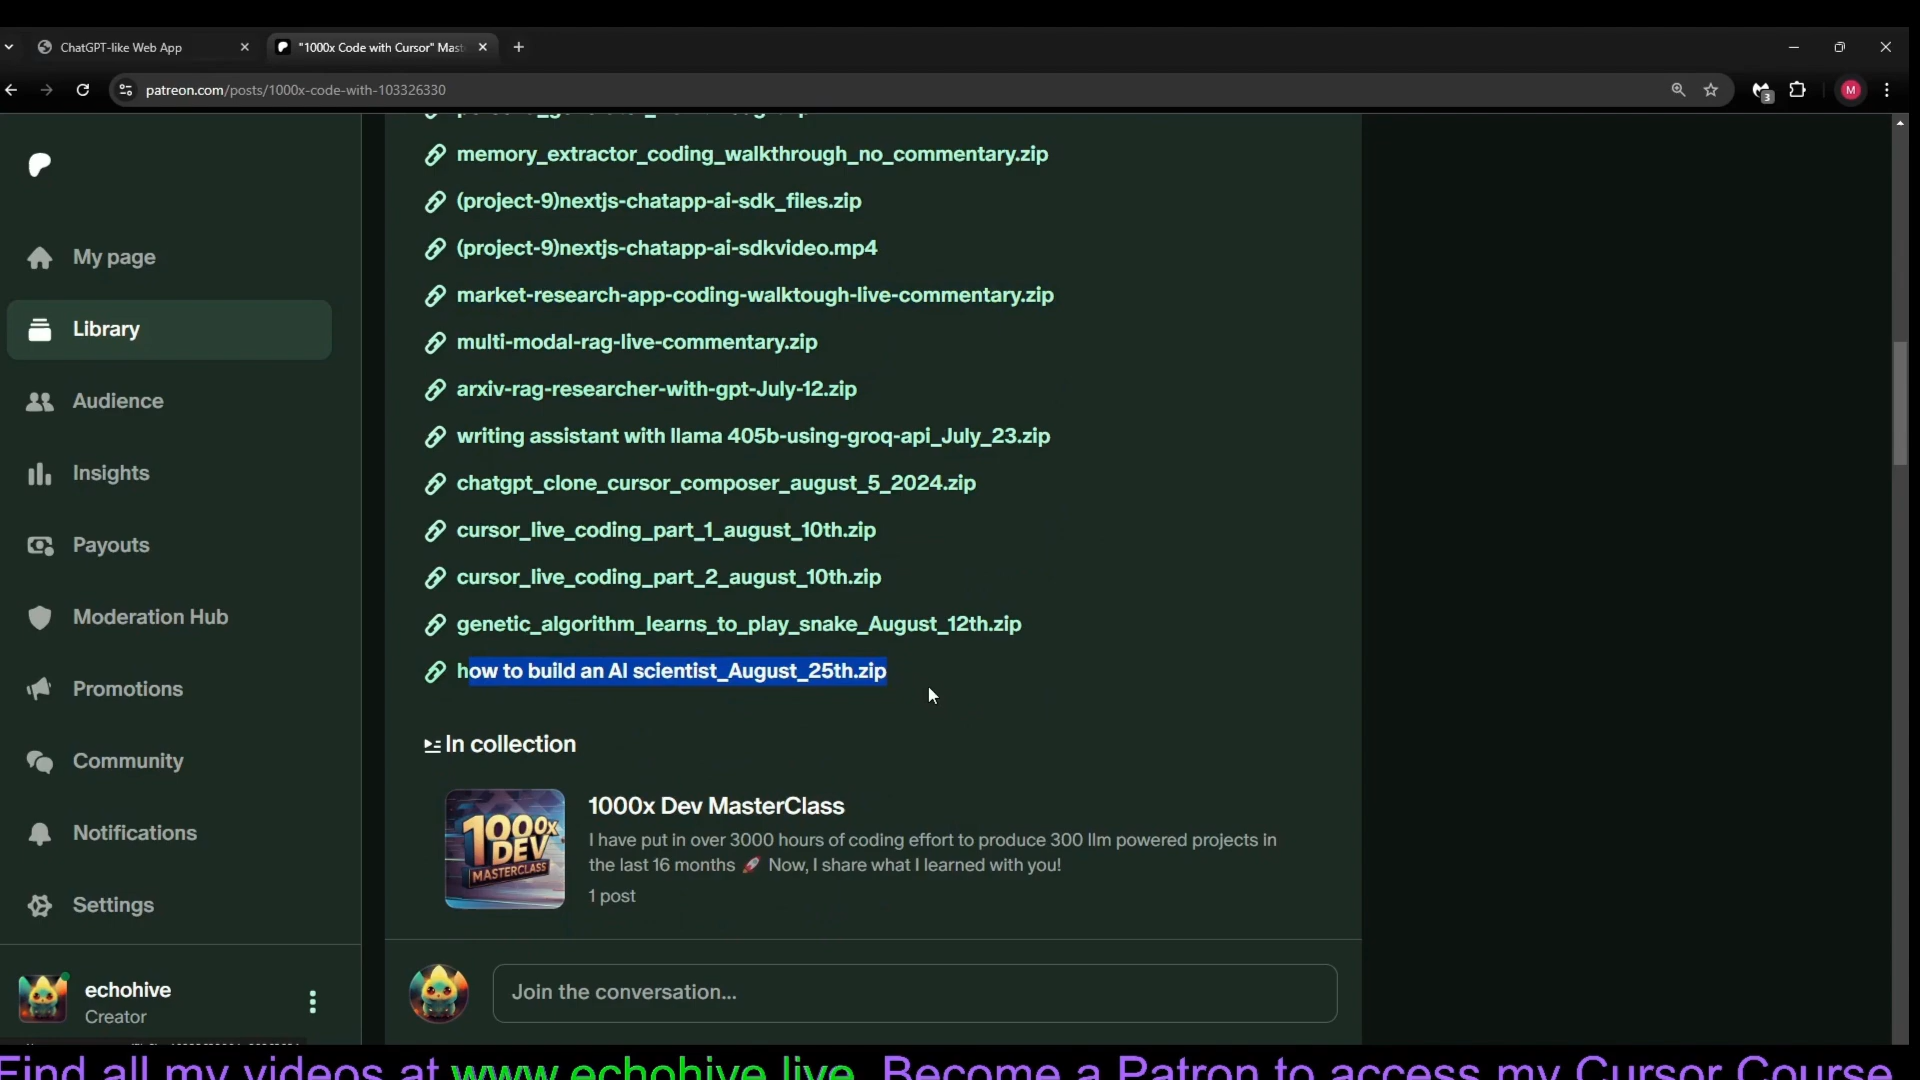 ChatGPT-like Web App
"1000x Code with Cursor" Mast
patreon.com/posts/1000x-code-with-103326330
3
M
memory_extractor_coding_walkthrough_no_commentary.zip
(project-9)nextjs-chatapp-ai-sdk_files.zip
My page
(project-9)nextjs-chatapp-ai-sdkvideo.mp4
market-research-app-coding-walktough-live-commentary.zip
Library
multi-modal-rag-live-commentary.zip
Audience
arxiv-rag-researcher-with-gpt-July-12.zip
writing assistant with llama 405b-using-groq-api_July_23.zip
Insights
chatgpt_clone_cursor_composer_august_5_2024.zip
Payouts
cursor_live_coding_part_1_august_10th.zip
cursor_live_coding_part_2_august_10th.zip
Moderation Hub
genetic_algorithm_learns_to_play_snake_August_12th.zip
how to build an AI scientist_August_25th.zip
Promotions
In collection
Community
1000x Dev MasterClass
1000x
DEV
MASTERCLASS
I have put in over 3000 hours of coding effort to produce 300 llm powered projects in
the last 16 months 🚀 Now, I share what I learned with you!
1 post
Notifications
Settings
echohive
Creator
Join the conversation...
Find all my videos at www.echohive.live Become a Patron to access my Cursor Course